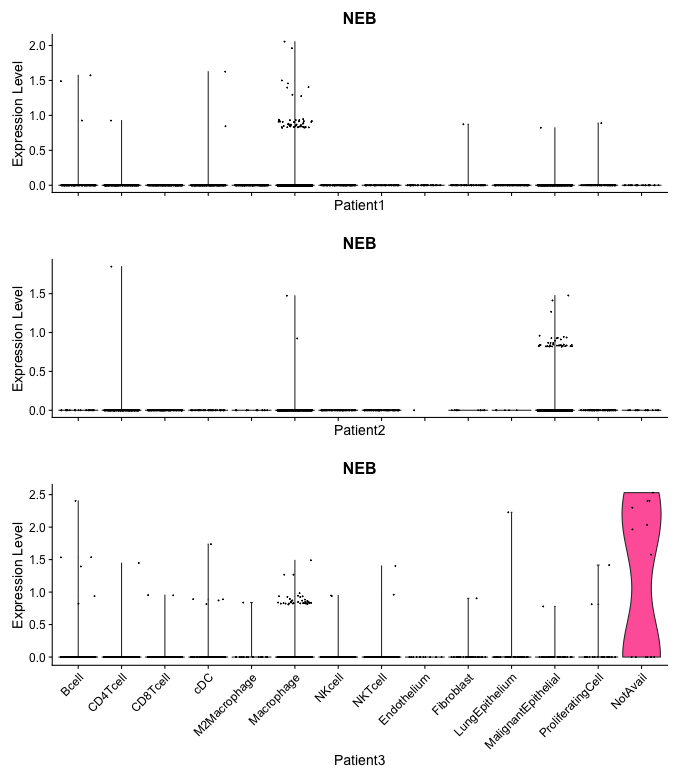 NEB
Expression Level
2.0
1.5
1.0
0.5
0.0
Patient1
NEB
Expression Level
1.5
1.0
0.5
0.0
Patient2
NEB
Expression Level
2.5
2.0
1.5
1.0
0.5
0.0
Bcell
CD4Tcell
CD8Tcell
cDC
M2Macrophage
Macrophage
NKcell
NKTcell
Endothelium
Fibroblast
LungEpithelium
MalignantEpithelial
ProliferatingCell
NotAvail
Patient3